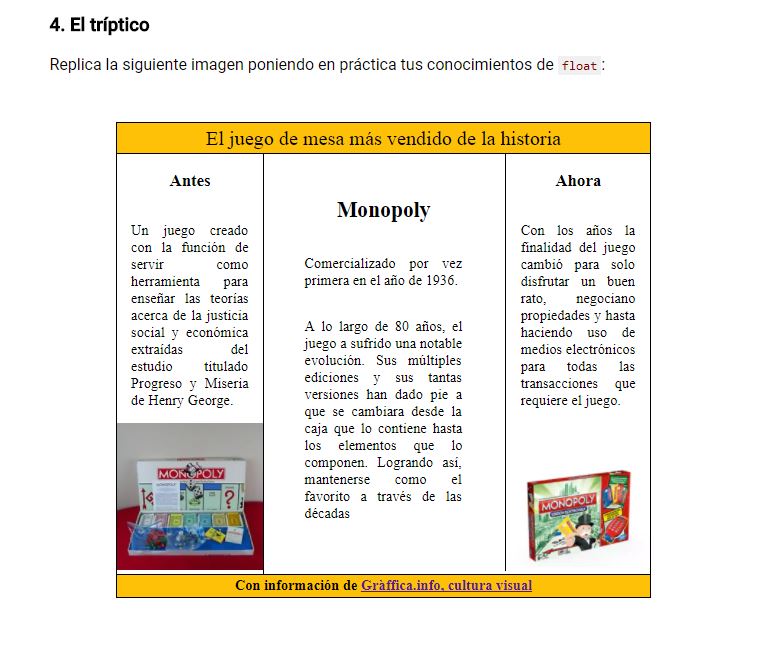 4. El tríptico
Replica la siguiente imagen poniendo en práctica tus conocimientos de float :
El juego de mesa más vendido de la historia
Antes
Un juego creado
con la función de
servir como
herramienta para
enseñar las teorías
acerca de la justicia
social y económica
extraídas del
estudio titulado
Progreso y Miseria
de Henry George.
MONOPOLY
Monopoly
Comercializado por vez
primera en el año de 1936.
A lo largo de 80 años, el
juego a sufrido una notable
evolución. Sus múltiples
ediciones y sus tantas
versiones han dado pie a
que se cambiara desde la
caja que lo contiene hasta
los elementos que lo
componen. Logrando así,
mantenerse como el
favorito a través de las
décadas
Ahora
Con los años la
finalidad del juego
cambió para solo
disfrutar un buen
rato, negociano
propiedades y hasta
haciendo uso de
medios electrónicos
para todas las
transacciones que
requiere el juego.
MONOPOLY
Con información de Gràffica.info, cultura visual